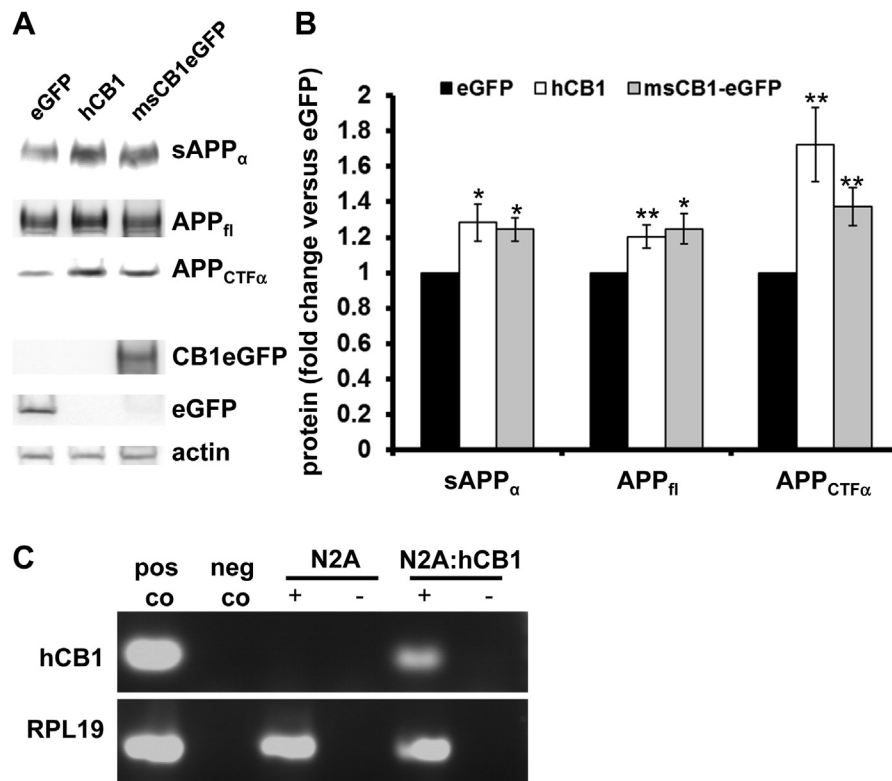 A
eGFP
hCB1
msCB1eGFP
sAPPα
APPfl
APPCTFα
CB1eGFP
eGFP
actin
B
protein (fold change versus eGFP)
eGFP hCB1 msCB1-eGFP
2
1.8
1.6
1.4
1.2
1
0.8
0.6
0.4
0.2
0
* *
** *
** **
sAPPα APPfl APPCTFα
C
pos co
neg co
N2A
N2A:hCB1
+ - + -
hCB1
RPL19